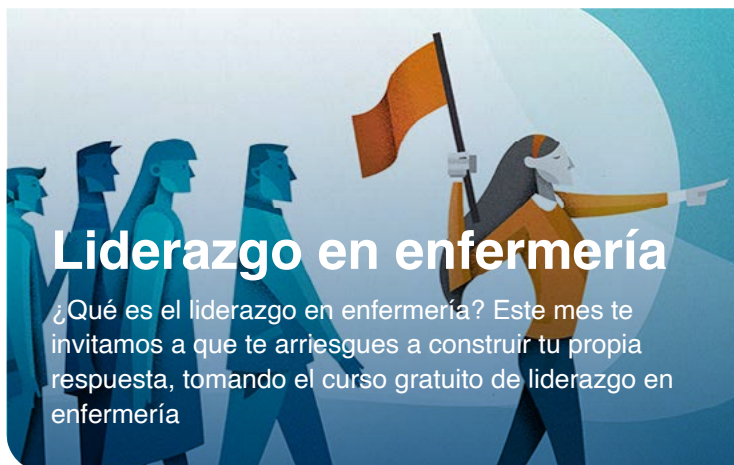 Liderazgo en enfermería
¿Qué es el liderazgo en enfermería? Este mes te
invitamos a que te arriesgues a construir tu propia
respuesta, tomando el curso gratuito de liderazgo en
enfermería